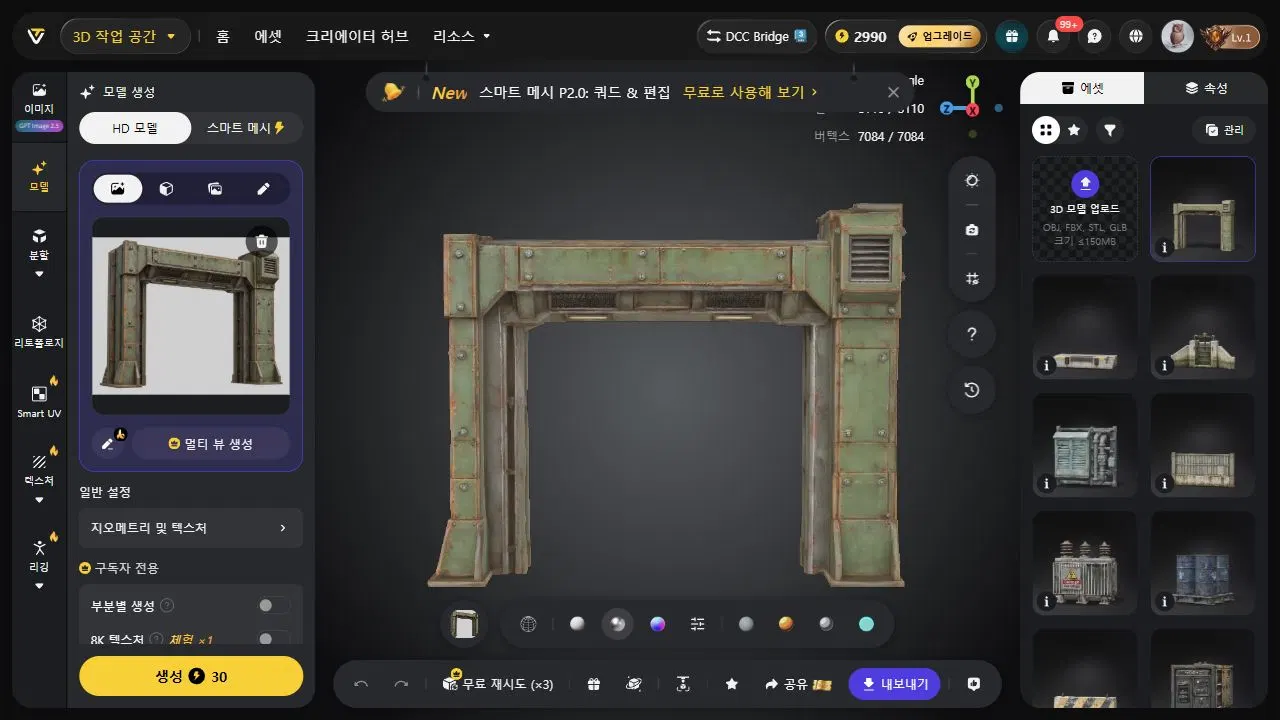 3D 작업 공간
홈
에셋
크리에이터 허브
리소스
DCC Bridge
2990
업그레이드
99+
Lv.1
이미지
GPT Image 2.5
모델
분할
리토폴로지
Smart UV
텍스처
리깅
모델 생성
HD 모델
스마트 메시
멀티 뷰 생성
일반 설정
지오메트리 및 텍스처
구독자 전용
부분별 생성
8K 텍스처 체험 ×1
생성 30
New 스마트 메시 P2.0: 쿼드 & 편집 무료로 사용해 보기
버텍스 7084 / 7084
Y
Z
X
?
무료 재시도 (×3)
공유
내보내기
에셋
속성
관리
3D 모델 업로드
OBJ, FBX, STL, GLB
크기 ≤150MB